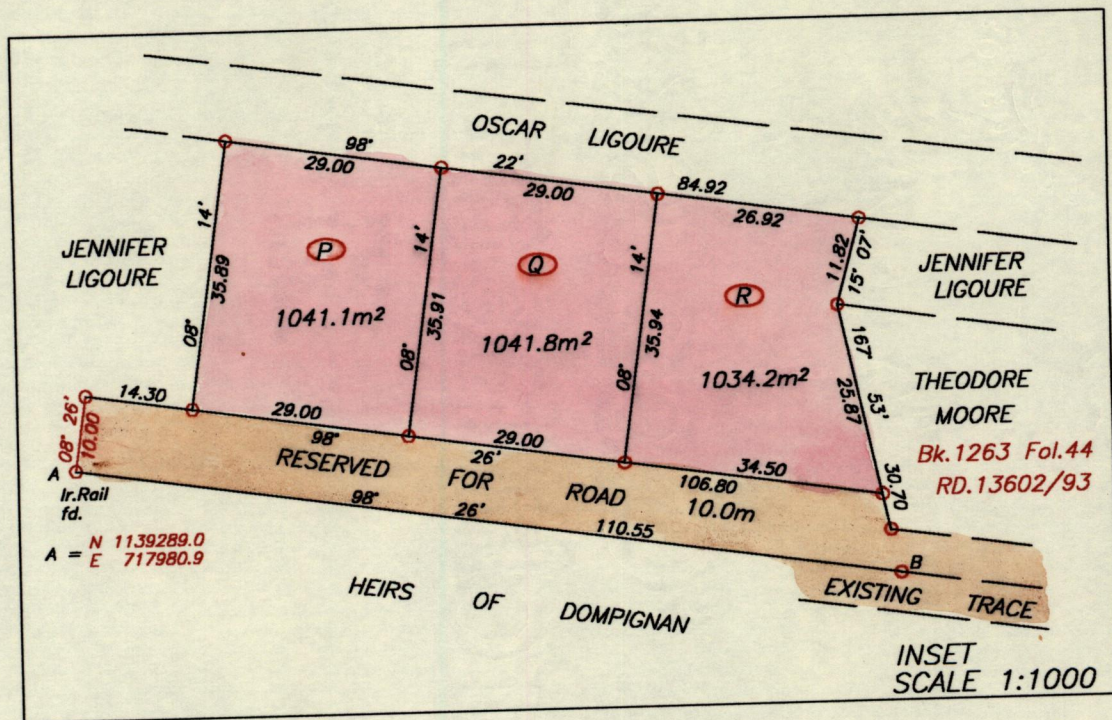 OSCAR LIGOURE
98° 22' 84.92
29.00 29.00 26.92
JENNIFER
LIGOURE
14'
35.89
08°
P
1041.1m²
14'
35.91
08°
Q
1041.8m²
14'
35.94
08°
R
1034.2m²
11.82
15° 07'
JENNIFER
LIGOURE
167° 53'
25.87
THEODORE
MOORE
Bk.1263 Fol.44
RD.13602/93
30.70
14.30 29.00 29.00 34.50
98° 26' 106.80
08° 26'
10.00
RESERVED FOR ROAD 10.0m
98° 26' 110.55
A
Ir.Rail
fd.
A = N 1139289.0
E 717980.9
B
EXISTING TRACE
HEIRS OF DOMPIGNAN
INSET
SCALE 1:1000